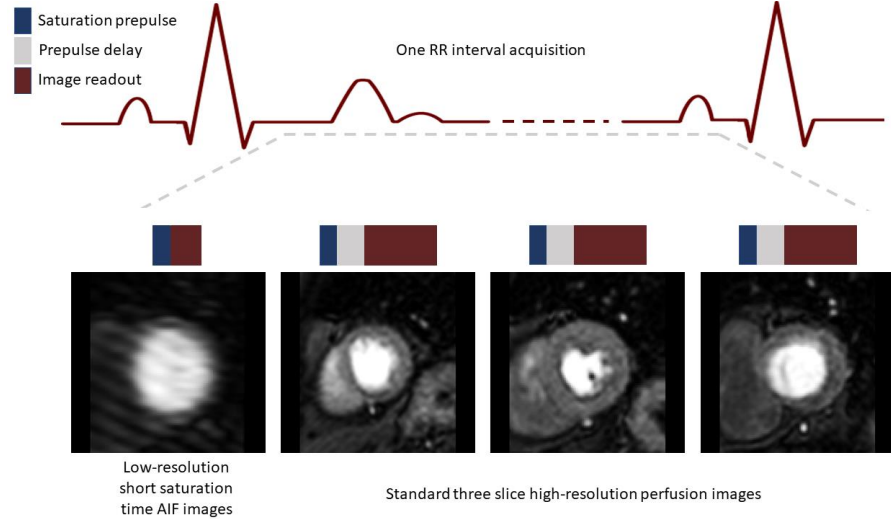 Saturation prepulse
Prepulse delay
Image readout
One RR interval acquisition
Low-resolution
short saturation
time AIF images
Standard three slice high-resolution perfusion images